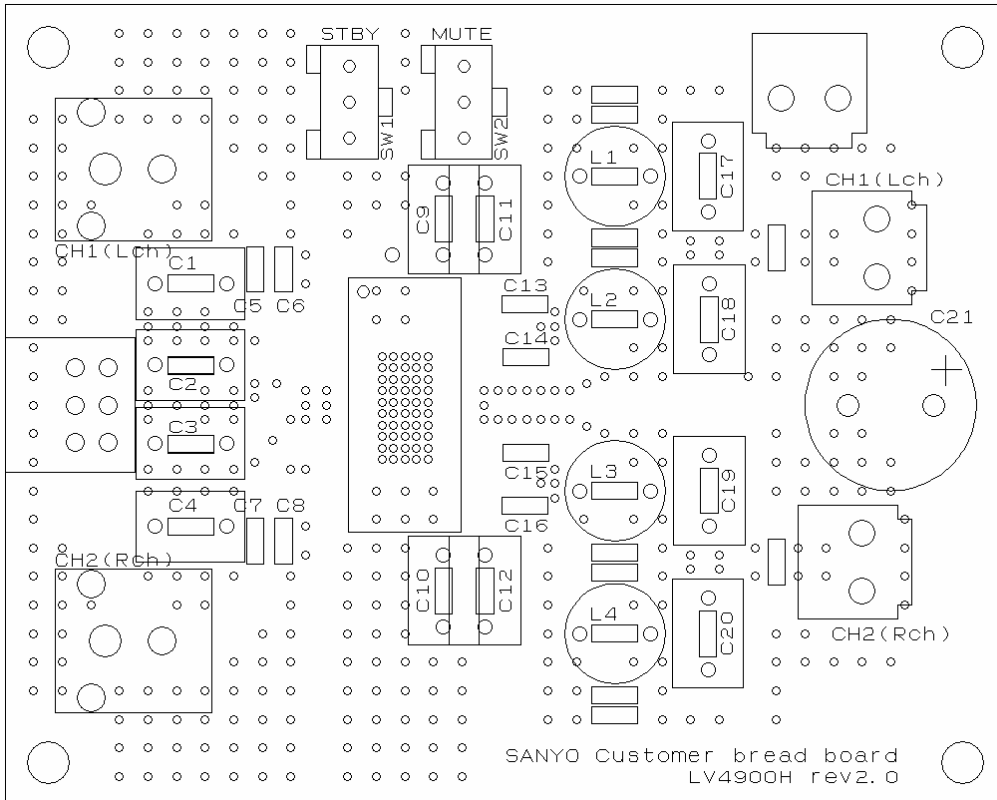 STBY
MUTE
SW1
SW2
CH1(Lch)
C1
C5
C6
C2
C3
C4
C7
C8
CH2(Rch)
C9
C11
C13
C14
C15
C16
C10
C12
L1
C17
L2
C18
L3
C19
L4
C20
CH1(Lch)
C21
CH2(Rch)
SANYO Customer bread board
LV4900H rev2.0